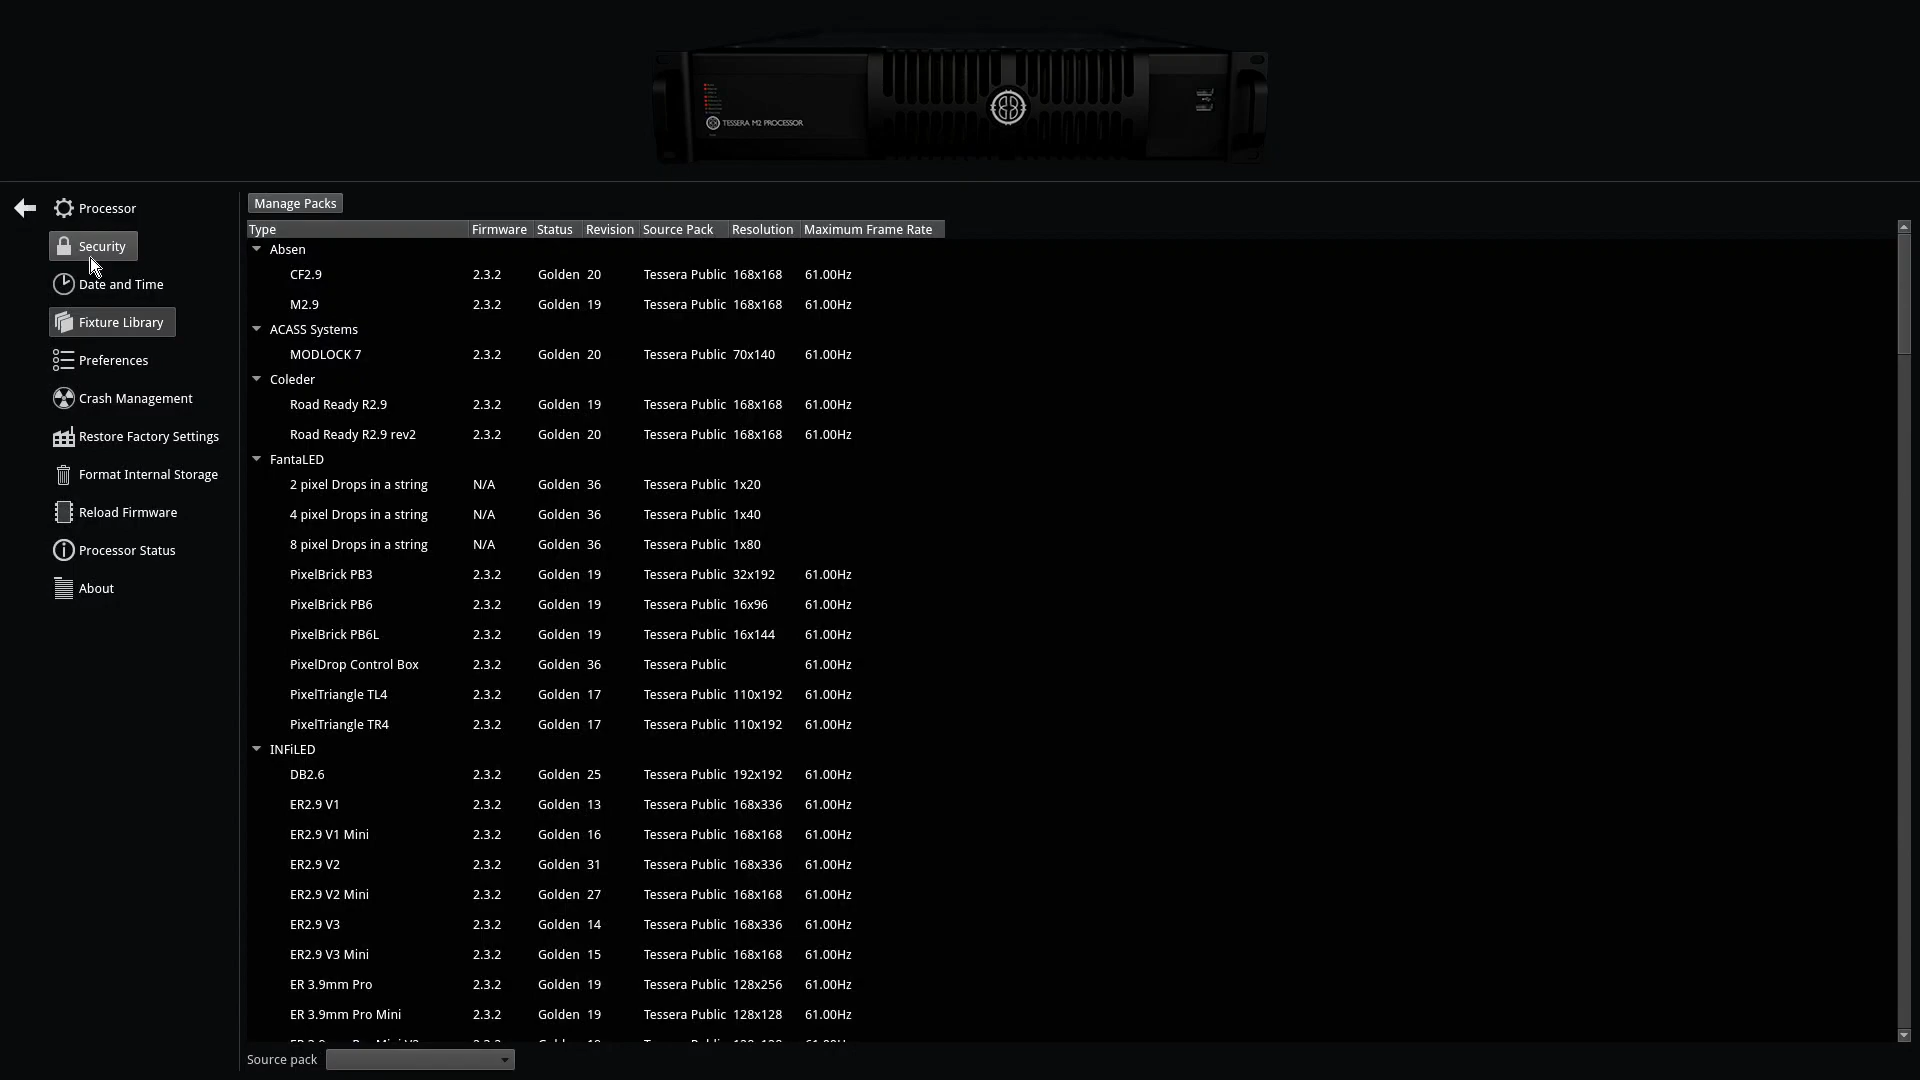 TESSERA M2 PROCESSOR
Processor
Security
Date and Time
Fixture Library
Preferences
Crash Management
Restore Factory Settings
Format Internal Storage
Reload Firmware
Processor Status
About
Manage Packs
Type Firmware Status Revision Source Pack Resolution Maximum Frame Rate
Absen
CF2.9 2.3.2 Golden 20 Tessera Public 168x168 61.00Hz
M2.9 2.3.2 Golden 19 Tessera Public 168x168 61.00Hz
ACASS Systems
MODLOCK 7 2.3.2 Golden 20 Tessera Public 70x140 61.00Hz
Coleder
Road Ready R2.9 2.3.2 Golden 19 Tessera Public 168x168 61.00Hz
Road Ready R2.9 rev2 2.3.2 Golden 20 Tessera Public 168x168 61.00Hz
FantaLED
2 pixel Drops in a string N/A Golden 36 Tessera Public 1x20
4 pixel Drops in a string N/A Golden 36 Tessera Public 1x40
8 pixel Drops in a string N/A Golden 36 Tessera Public 1x80
PixelBrick PB3 2.3.2 Golden 19 Tessera Public 32x192 61.00Hz
PixelBrick PB6 2.3.2 Golden 19 Tessera Public 16x96 61.00Hz
PixelBrick PB6L 2.3.2 Golden 19 Tessera Public 16x144 61.00Hz
PixelDrop Control Box 2.3.2 Golden 36 Tessera Public 61.00Hz
PixelTriangle TL4 2.3.2 Golden 17 Tessera Public 110x192 61.00Hz
PixelTriangle TR4 2.3.2 Golden 17 Tessera Public 110x192 61.00Hz
INFiLED
DB2.6 2.3.2 Golden 25 Tessera Public 192x192 61.00Hz
ER2.9 V1 2.3.2 Golden 13 Tessera Public 168x336 61.00Hz
ER2.9 V1 Mini 2.3.2 Golden 16 Tessera Public 168x168 61.00Hz
ER2.9 V2 2.3.2 Golden 31 Tessera Public 168x336 61.00Hz
ER2.9 V2 Mini 2.3.2 Golden 27 Tessera Public 168x168 61.00Hz
ER2.9 V3 2.3.2 Golden 14 Tessera Public 168x336 61.00Hz
ER2.9 V3 Mini 2.3.2 Golden 15 Tessera Public 168x168 61.00Hz
ER 3.9mm Pro 2.3.2 Golden 19 Tessera Public 128x256 61.00Hz
ER 3.9mm Pro Mini 2.3.2 Golden 19 Tessera Public 128x128 61.00Hz
Source pack